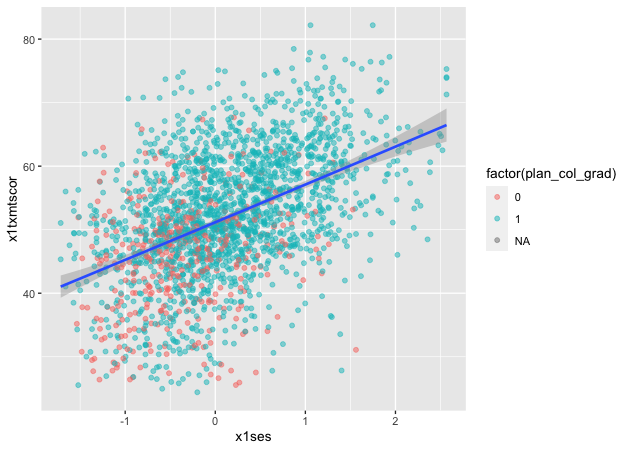 80
60
40
x1txmtscor
-1
0
1
2
x1ses
factor(plan_col_grad)
0
1
NA